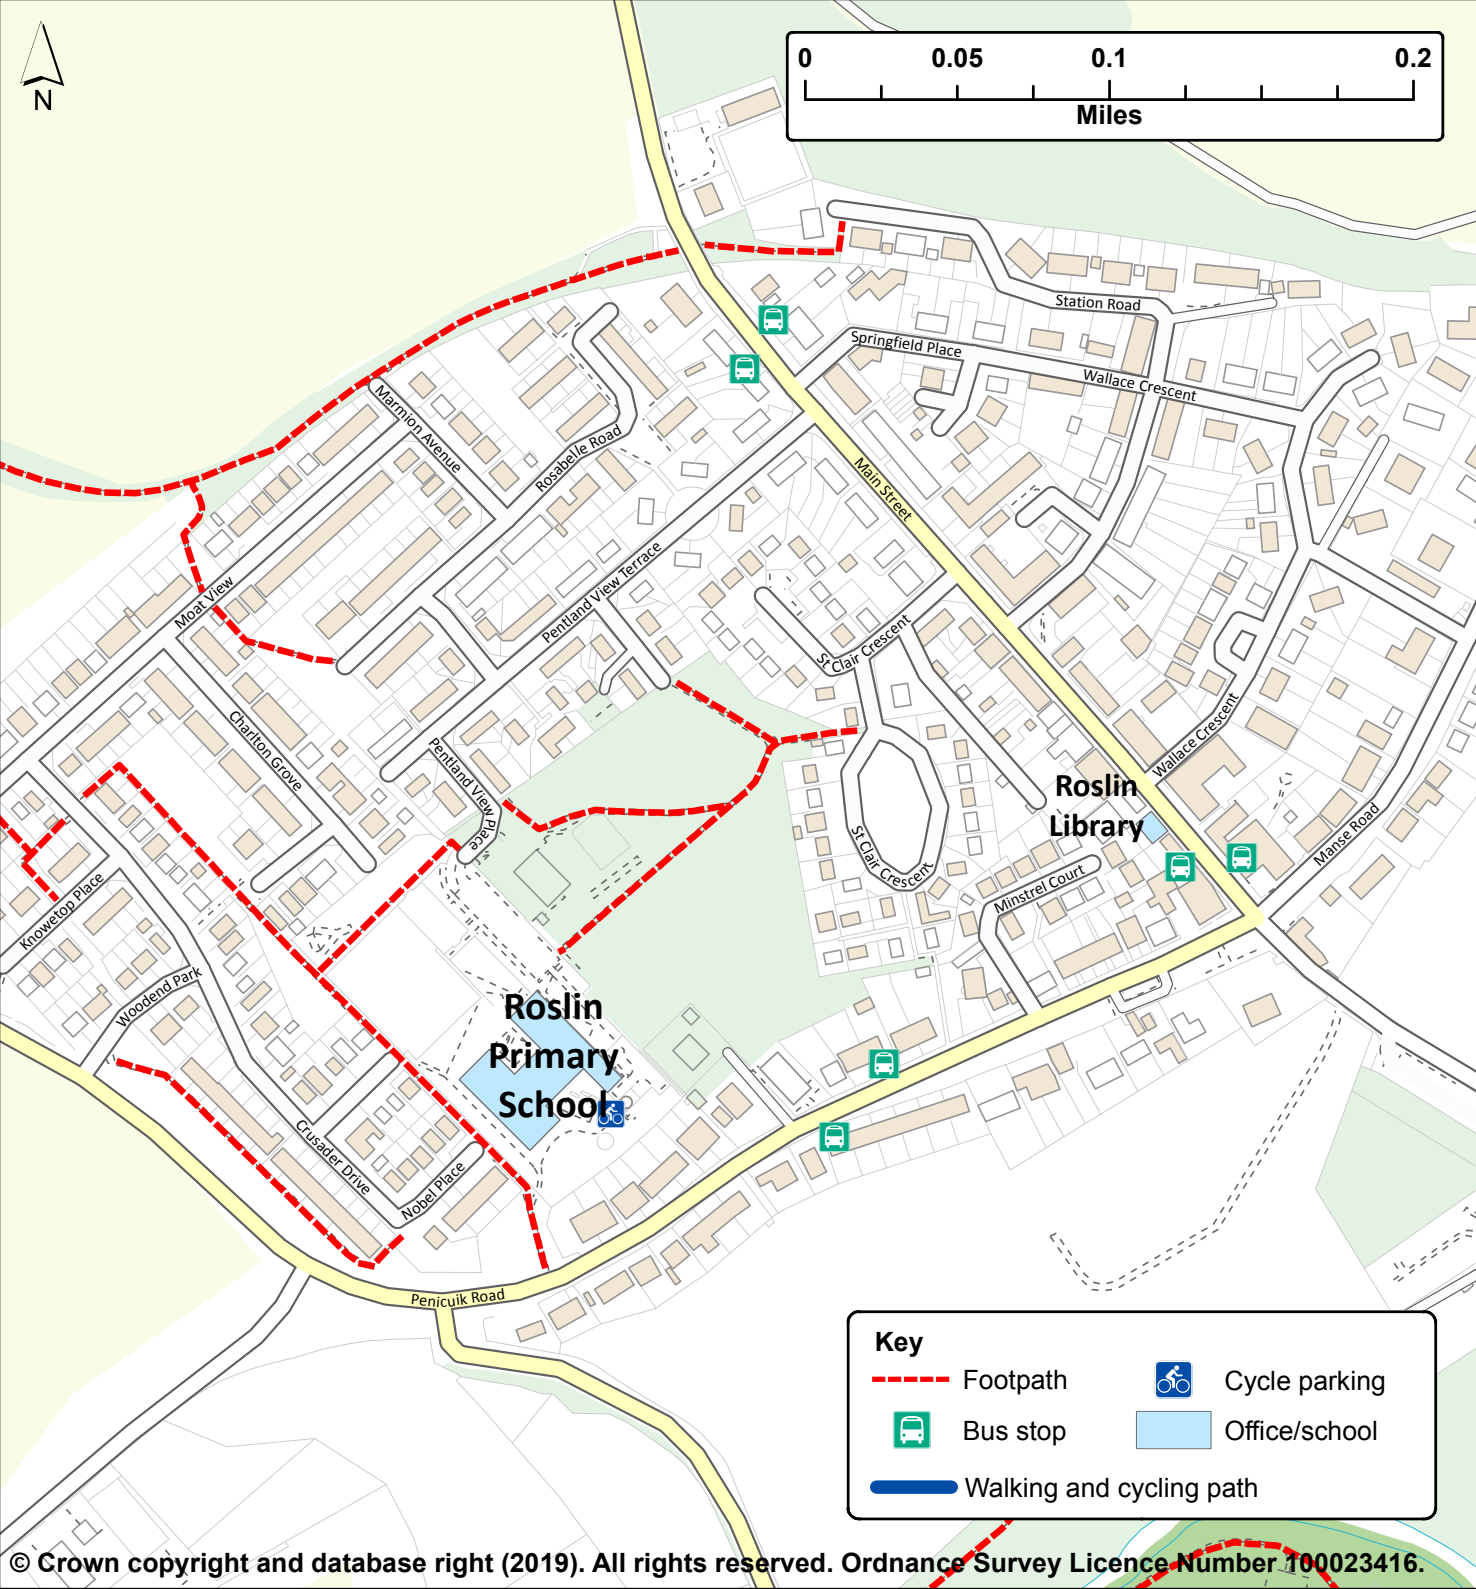 N
0 0.05 0.1 0.2
Miles
Station Road
Springfield Place
Wallace Crescent
Marmion Avenue
Rosabelle Road
Main Street
Moat View
Pentland View Terrace
St Clair Crescent
Charlton Grove
Pentland View Place
Wallace Crescent
Roslin
Library
Manse Road
St Clair Crescent
Minstrel Court
Knowetop Place
Woodend Park
Roslin
Primary
School
Crusader Drive
Nobel Place
Penicuik Road
Key
Footpath
Cycle parking
Bus stop
Office/school
Walking and cycling path
© Crown copyright and database right (2019). All rights reserved. Ordnance Survey Licence Number 100023416.